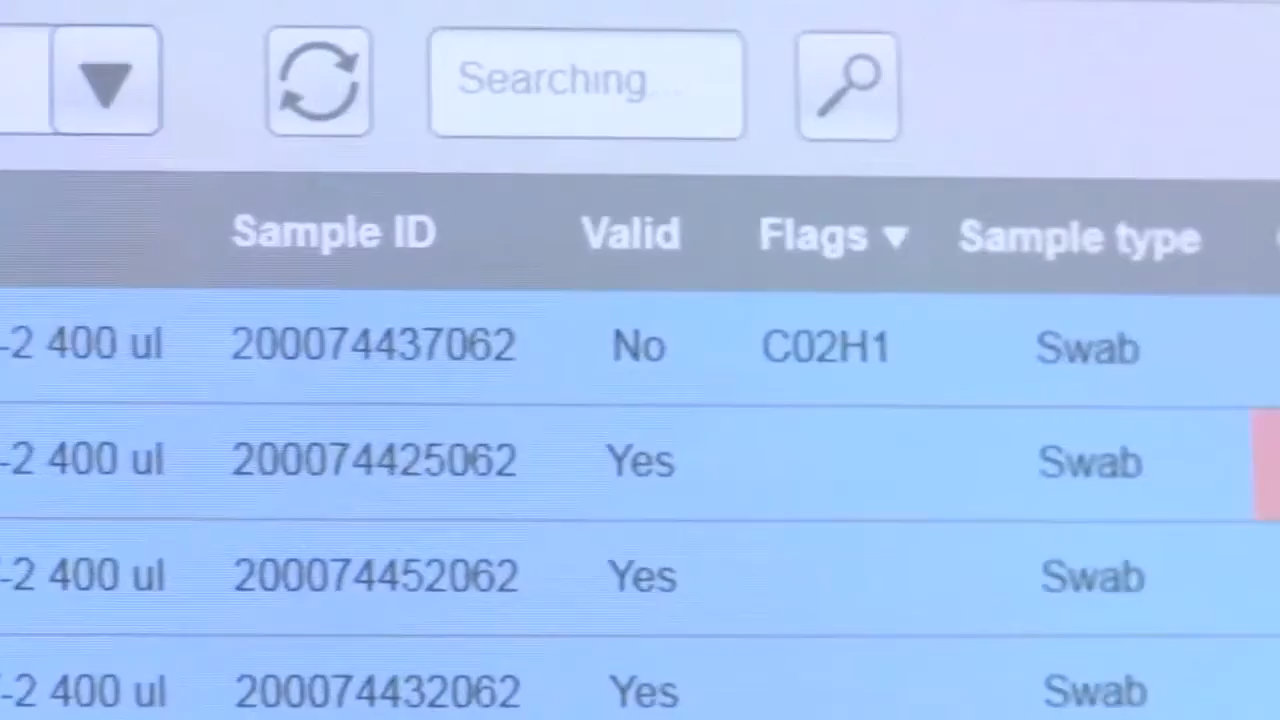 Searching...
Sample ID Valid Flags ▼ Sample type
-2 400 ul 200074437062 No C02H1 Swab
-2 400 ul 200074425062 Yes Swab
-2 400 ul 200074452062 Yes Swab
-2 400 ul 200074432062 Yes Swab